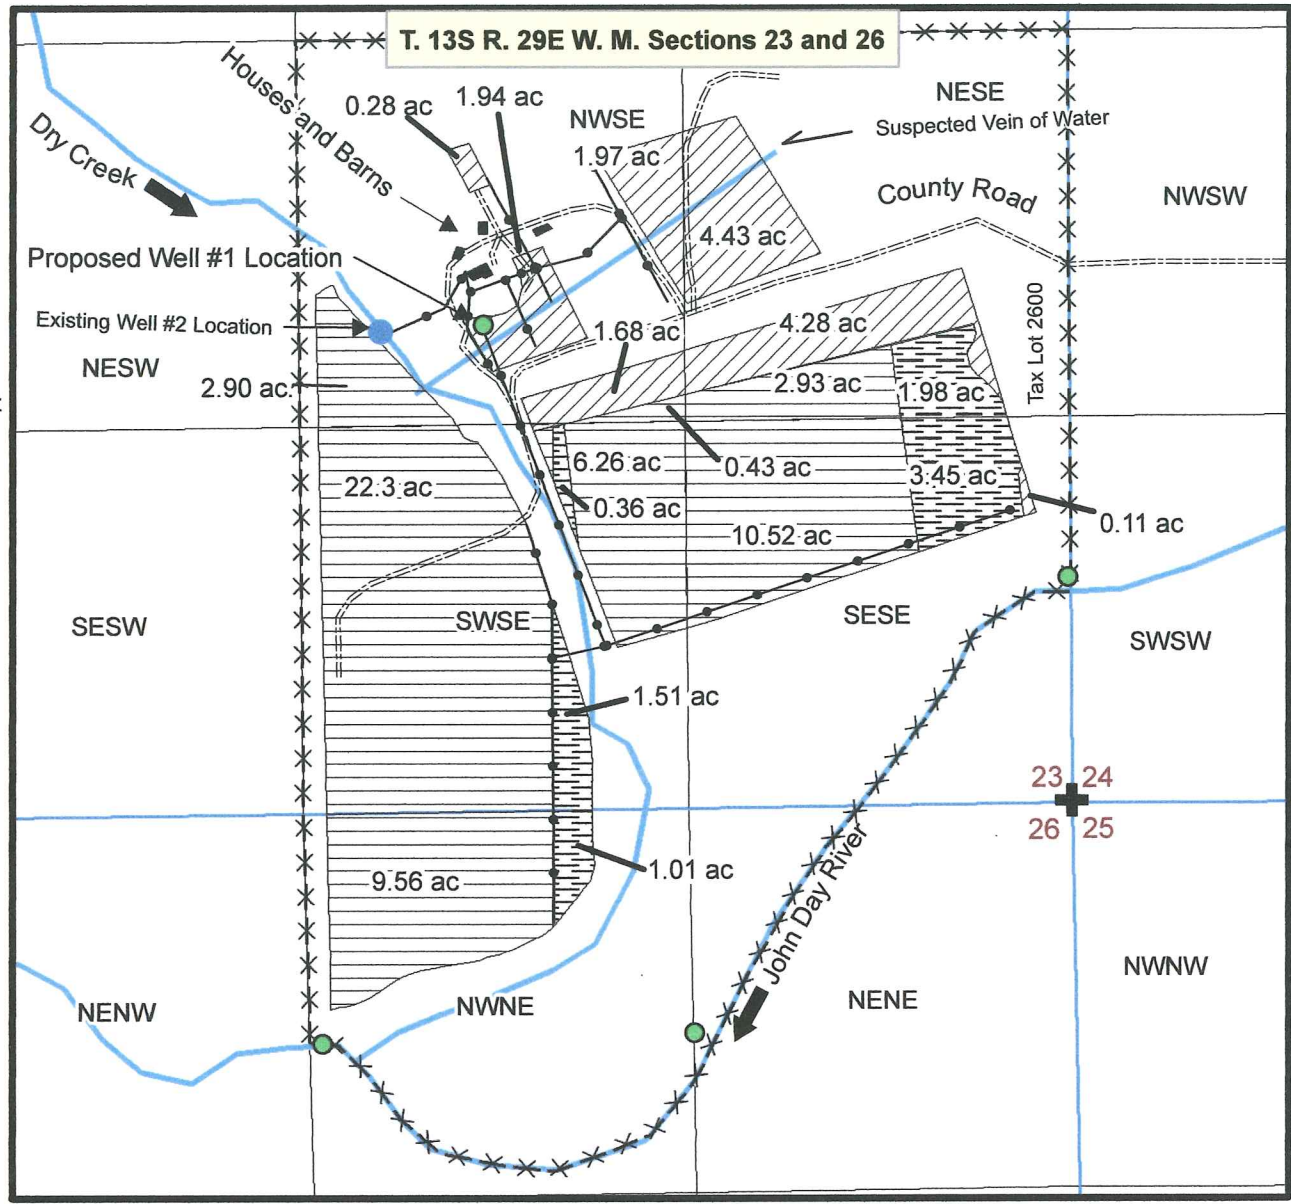 T. 13S R. 29E W. M. Sections 23 and 26
Houses and Barns
0.28 ac
1.94 ac
NWSE
NESE
Suspected Vein of Water
Dry Creek
1.97 ac
County Road
NWSW
4.43 ac
Proposed Well #1 Location
Existing Well #2 Location
1.68 ac
4.28 ac
Tax Lot 2600
NESW
2.90 ac
2.93 ac
1.98 ac
6.26 ac
0.43 ac
3.45 ac
22.3 ac
0.36 ac
0.11 ac
10.52 ac
SESW
SWSE
SESE
SWSW
1.51 ac
23 24
26 25
1.01 ac
9.56 ac
John Day River
NENW
NWNE
NENE
NWNW